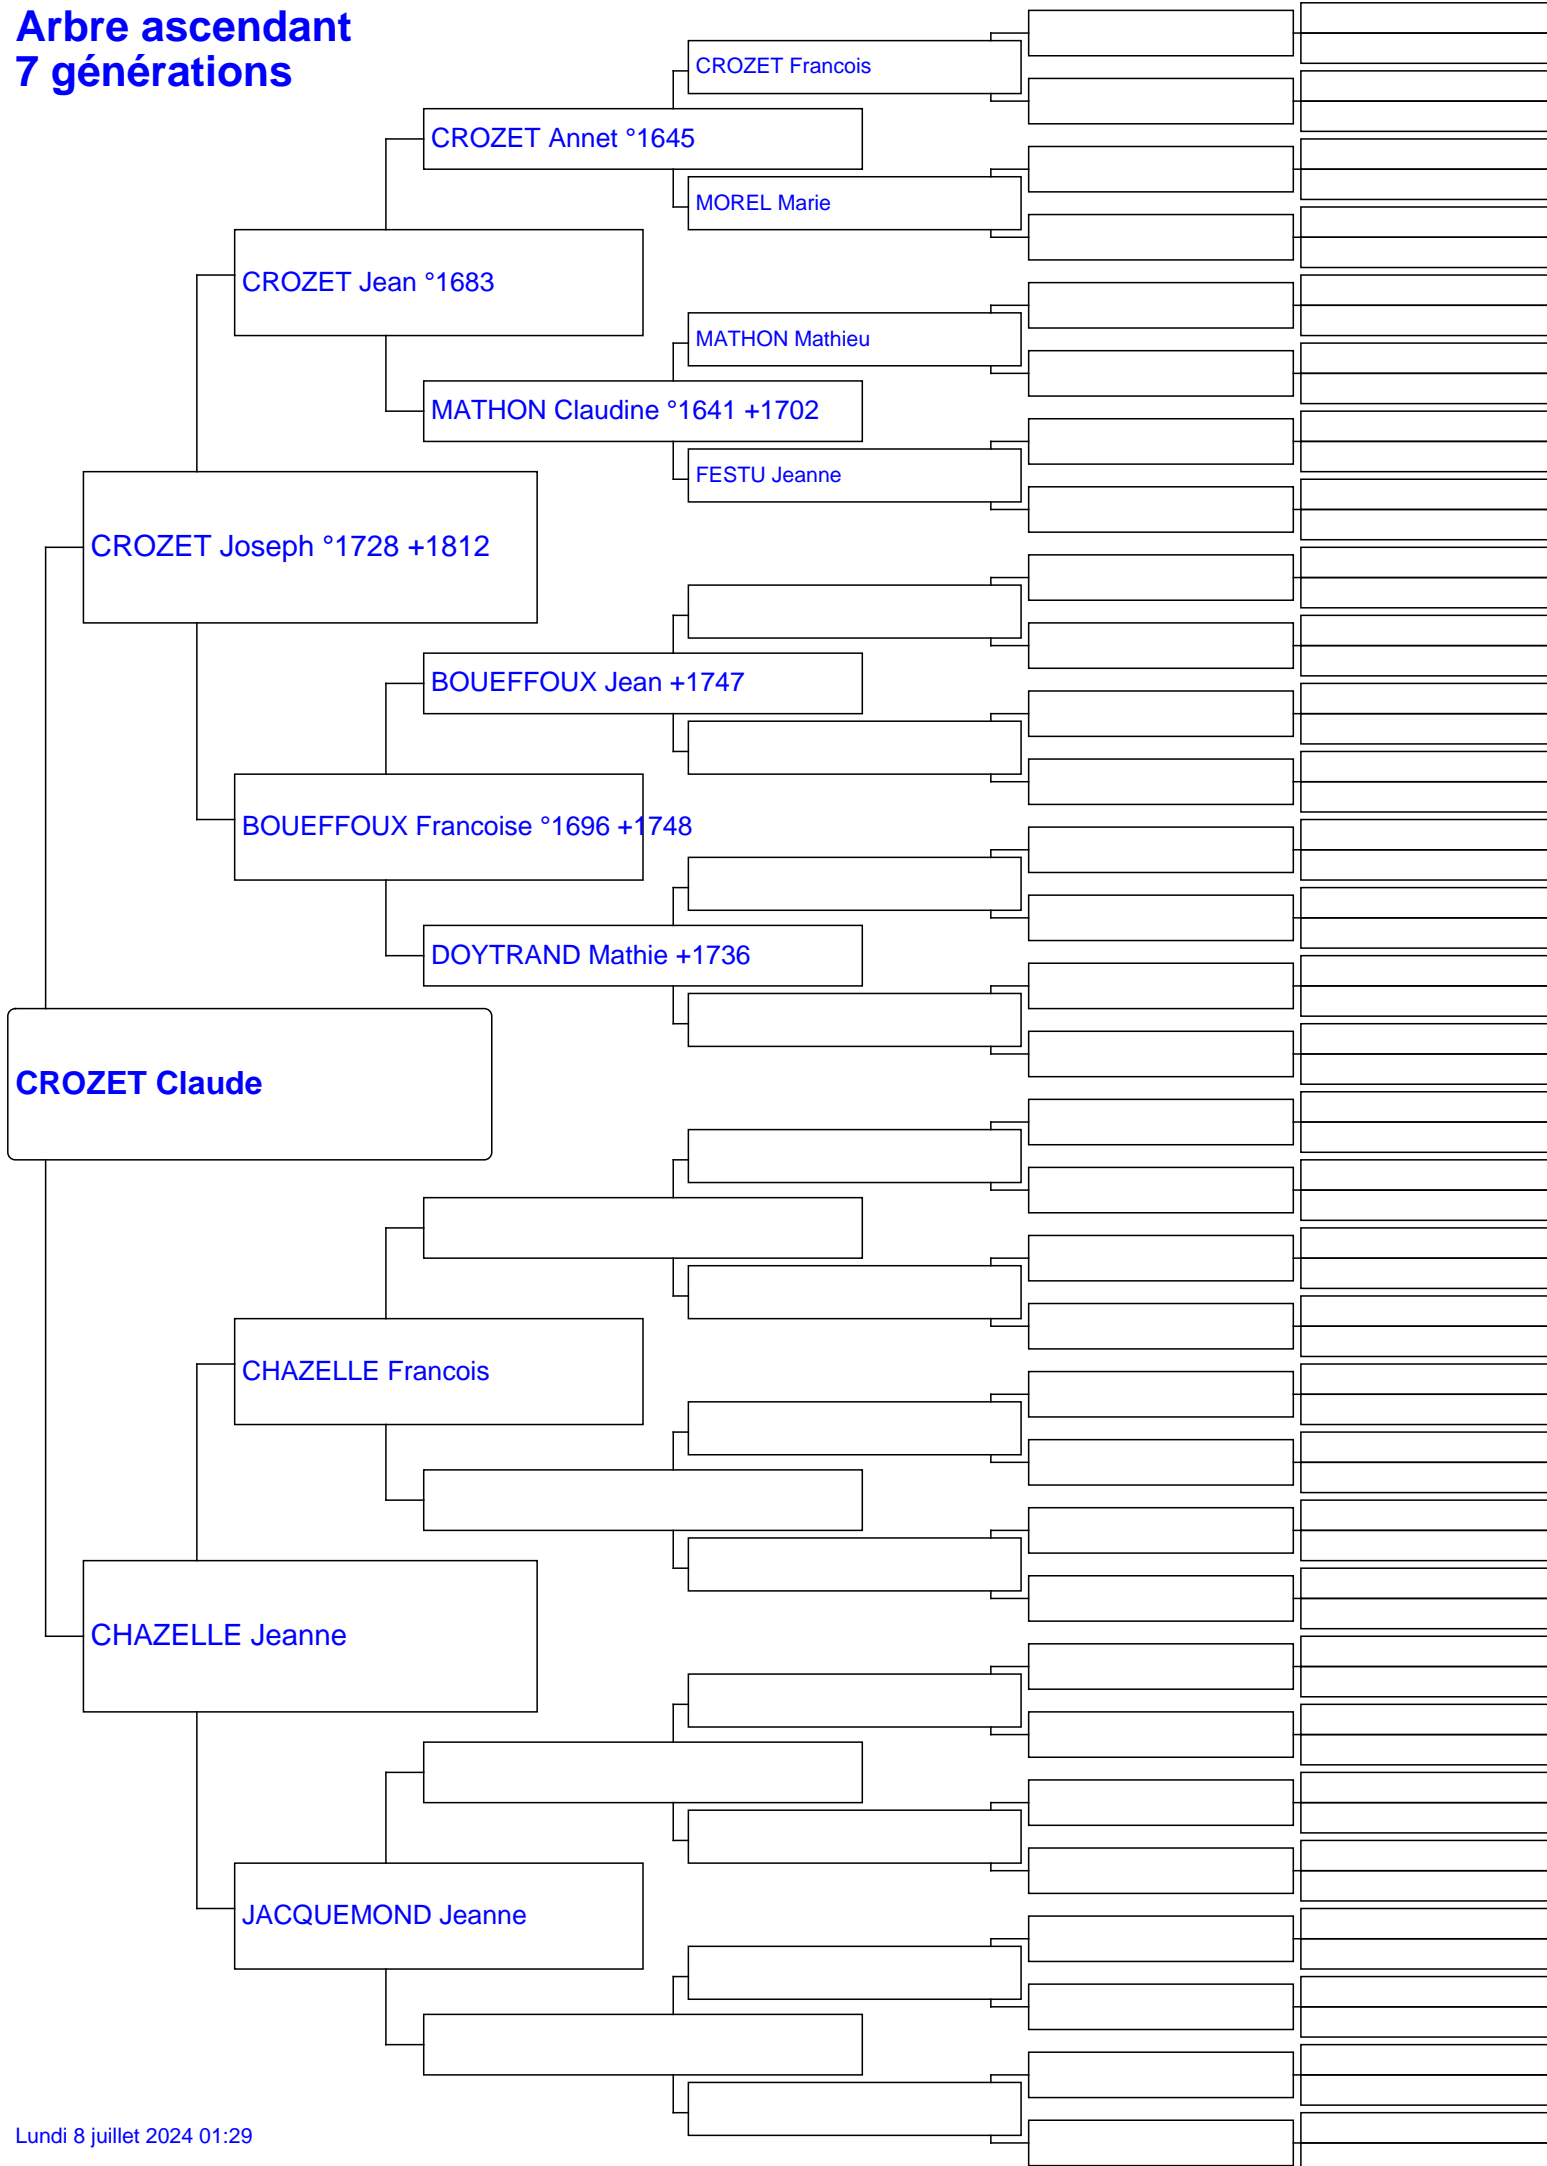 Arbre ascendant
7 générations
CROZET Francois
CROZET Annet °1645
MOREL Marie
CROZET Jean °1683
MATHON Mathieu
MATHON Claudine °1641 +1702
FESTU Jeanne
CROZET Joseph °1728 +1812
BOUEFFOUX Jean +1747
BOUEFFOUX Francoise °1696 +1748
DOYTRAND Mathie +1736
CROZET Claude
CHAZELLE Francois
CHAZELLE Jeanne
JACQUEMOND Jeanne
Lundi 8 juillet 2024 01:29